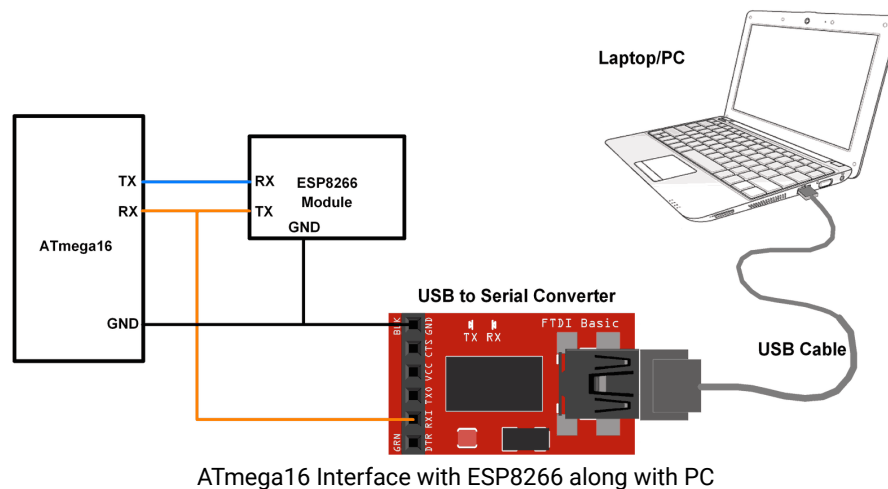 Laptop/PC
TX
RX
RX
TX
ESP8266
Module
GND
ATmega16
GND
USB to Serial Converter
BLK
GND
CTS
VCC
TXO
RXI
DTR
GRN
TX RX
FTDI Basic
USB Cable
ATmega16 Interface with ESP8266 along with PC